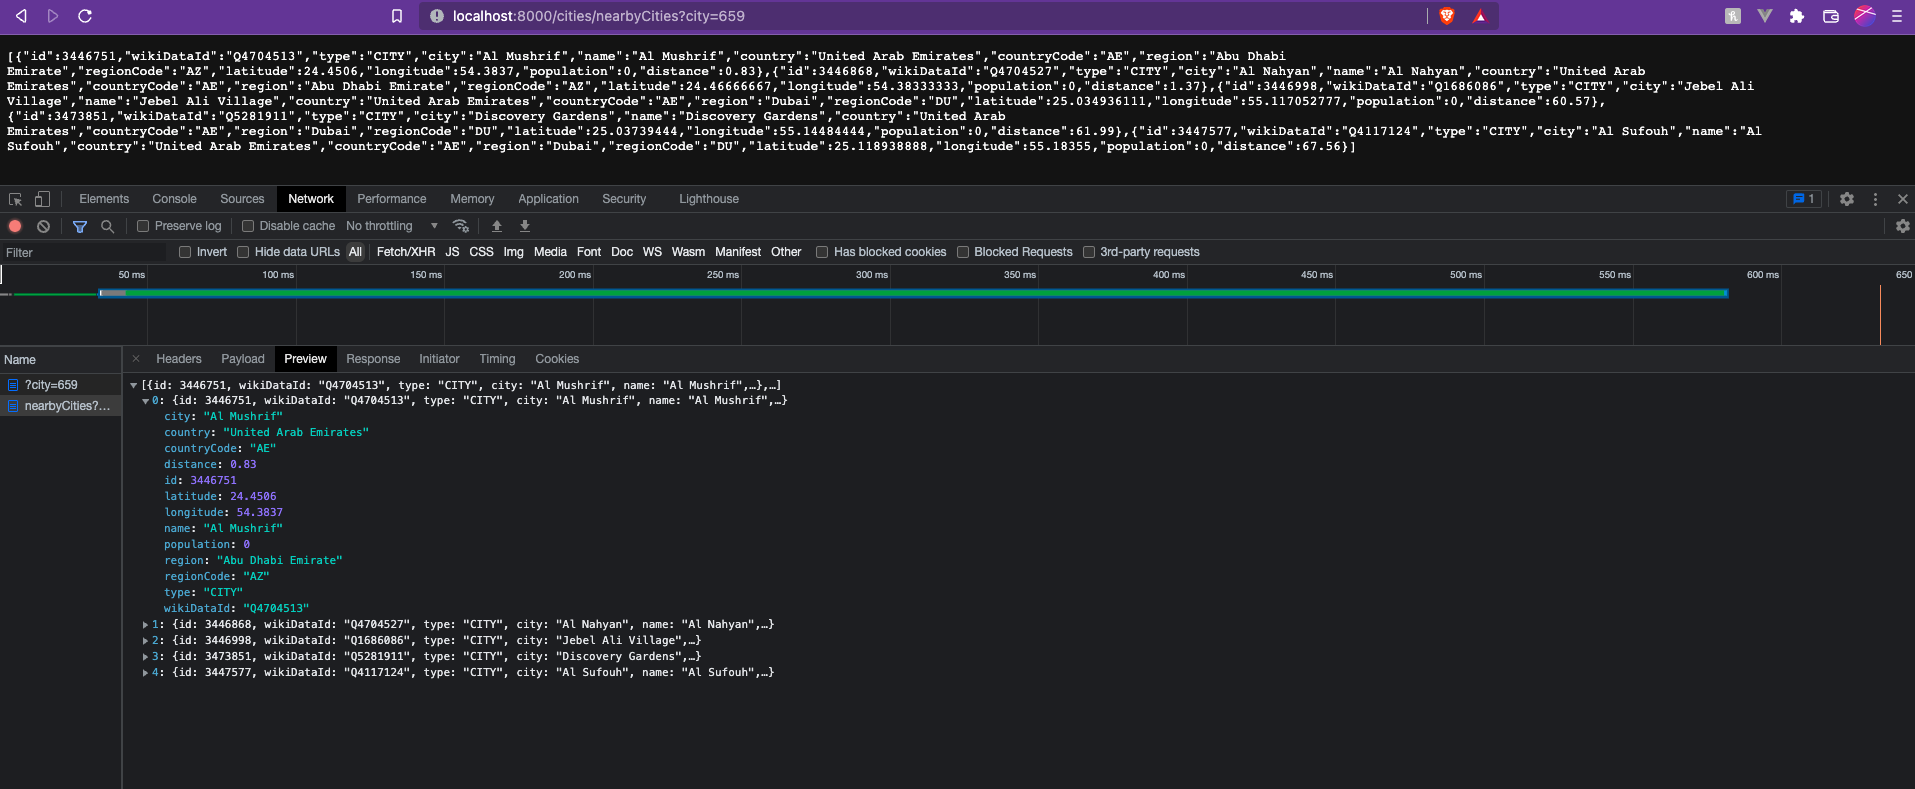 localhost:8000/cities/nearbyCities?city=659
[{"id":3446751,"wikiDataId":"Q4704513","type":"CITY","city":"Al Mushrif","name":"Al Mushrif","country":"United Arab Emirates","countryCode":"AE","region":"Abu Dhabi
Emirate","regionCode":"AZ","latitude":24.4506,"longitude":54.3837,"population":0,"distance":0.83},{"id":3446868,"wikiDataId":"Q4704527","type":"CITY","city":"Al Nahyan","name":"Al Nahyan","country":"United Arab
Emirates","countryCode":"AE","region":"Abu Dhabi Emirate","regionCode":"AZ","latitude":24.46666667,"longitude":54.38333333,"population":0,"distance":1.37},{"id":3446998,"wikiDataId":"Q1686086","type":"CITY","city":"Jebel Ali
Village","name":"Jebel Ali Village","country":"United Arab Emirates","countryCode":"AE","region":"Dubai","regionCode":"DU","latitude":25.034936111,"longitude":55.117052777,"population":0,"distance":60.57},
{"id":3473851,"wikiDataId":"Q5281911","type":"CITY","city":"Discovery Gardens","name":"Discovery Gardens","country":"United Arab
Emirates","countryCode":"AE","region":"Dubai","regionCode":"DU","latitude":25.03739444,"longitude":55.14484444,"population":0,"distance":61.99},{"id":3447577,"wikiDataId":"Q4117124","type":"CITY","city":"Al Sufouh","name":"Al
Sufouh","country":"United Arab Emirates","countryCode":"AE","region":"Dubai","regionCode":"DU","latitude":25.118938888,"longitude":55.18355,"population":0,"distance":67.56}]
Elements Console Sources Network Performance Memory Application Security Lighthouse 1
Preserve log Disable cache No throttling
Filter Invert Hide data URLs All Fetch/XHR JS CSS Img Media Font Doc WS Wasm Manifest Other Has blocked cookies Blocked Requests 3rd-party requests
50 ms 100 ms 150 ms 200 ms 250 ms 300 ms 350 ms 400 ms 450 ms 500 ms 550 ms 600 ms 650
Name Headers Payload Preview Response Initiator Timing Cookies
?city=659
nearbyCities?...
[{id: 3446751, wikiDataId: "Q4704513", type: "CITY", city: "Al Mushrif", name: "Al Mushrif",…},…]
0: {id: 3446751, wikiDataId: "Q4704513", type: "CITY", city: "Al Mushrif", name: "Al Mushrif",…}
city: "Al Mushrif"
country: "United Arab Emirates"
countryCode: "AE"
distance: 0.83
id: 3446751
latitude: 24.4506
longitude: 54.3837
name: "Al Mushrif"
population: 0
region: "Abu Dhabi Emirate"
regionCode: "AZ"
type: "CITY"
wikiDataId: "Q4704513"
1: {id: 3446868, wikiDataId: "Q4704527", type: "CITY", city: "Al Nahyan", name: "Al Nahyan",…}
2: {id: 3446998, wikiDataId: "Q1686086", type: "CITY", city: "Jebel Ali Village",…}
3: {id: 3473851, wikiDataId: "Q5281911", type: "CITY", city: "Discovery Gardens",…}
4: {id: 3447577, wikiDataId: "Q4117124", type: "CITY", city: "Al Sufouh", name: "Al Sufouh",…}